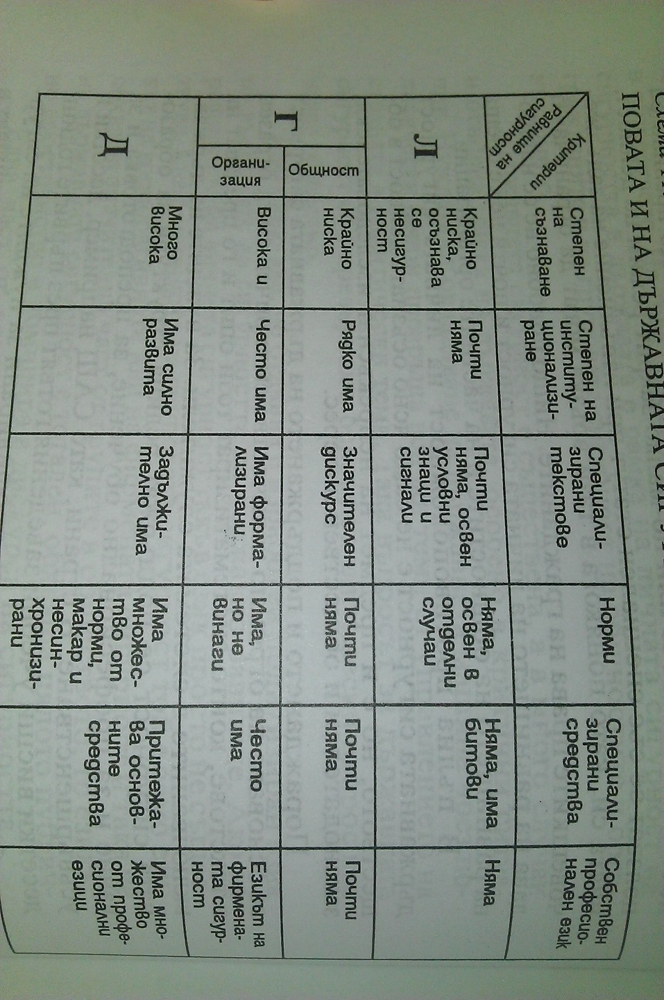 ПОВАТА И НА ДЪРЖАВНАТА
Критерии
Равнище на
сигурност
Степен
на
съзнаване
Степен на
институ-
ционализи-
ране
Специали-
зирани
текстове
Норми
Специали-
зирани
средства
Собствен
професио-
нален език
Л
Крайно
ниска,
осъзнава
се
несигур-
ност
Почти
няма
Почти
няма, освен
условни
знаци и
сигнали
Няма,
освен в
отделни
случаи
Няма, има
битови
Няма
Г
Общност
Крайно
ниска
Рядко има
Значителен
дискурс
Почти
няма
Почти
няма
Почти
няма
Органи-
зация
Висока и
Често има
Има форма-
лизирани
Има,
но не
винаги
Често
има
Езикът на
фирмена-
та сигур-
ност
Д
Много
висока
Има силно
развита
Задължи-
телно има
Има
множес-
тво от
норми,
макар и
несин-
хронизи-
рани
Притежа-
ва основ-
ните
средства
Има мно-
жество
от профе-
сионални
езици